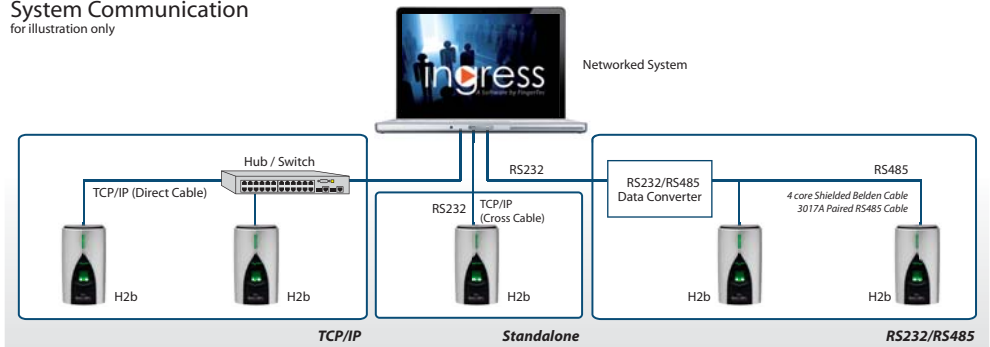 System Communication
for illustration only
ingress
A Software by FingerTec
Networked System
Hub / Switch
TCP/IP (Direct Cable)
H2b
H2b
TCP/IP
RS232
TCP/IP
(Cross Cable)
H2b
Standalone
RS232
RS232/RS485
Data Converter
RS485
4 core Shielded Belden Cable
3017A Paired RS485 Cable
H2b
H2b
RS232/RS485